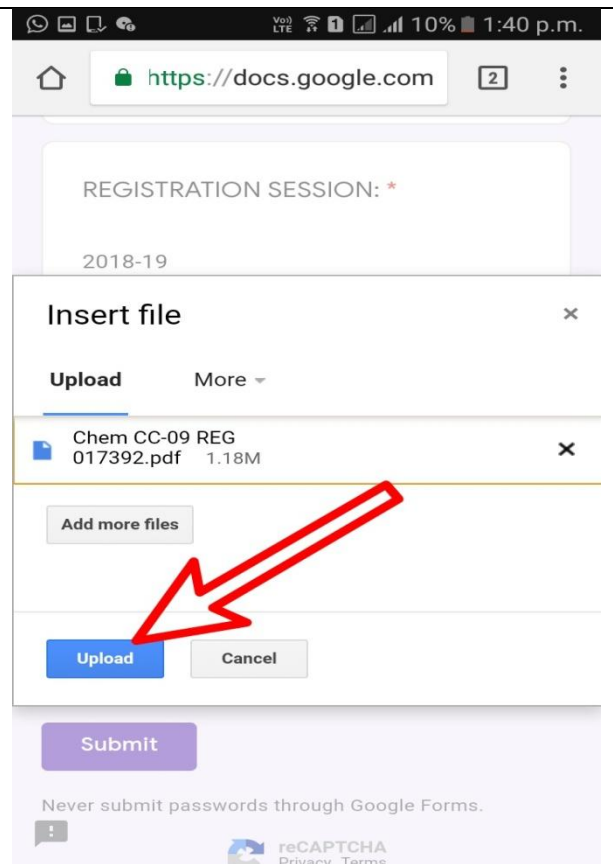 Vo)) LTE 1 10% 1:40 p.m.
https://docs.google.com 2
REGISTRATION SESSION: *
2018-19
Insert file ×
Upload More
Chem CC-09 REG
017392.pdf 1.18M ×
Add more files
Upload Cancel
Submit
Never submit passwords through Google Forms.
reCAPTCHA
Privacy Terms